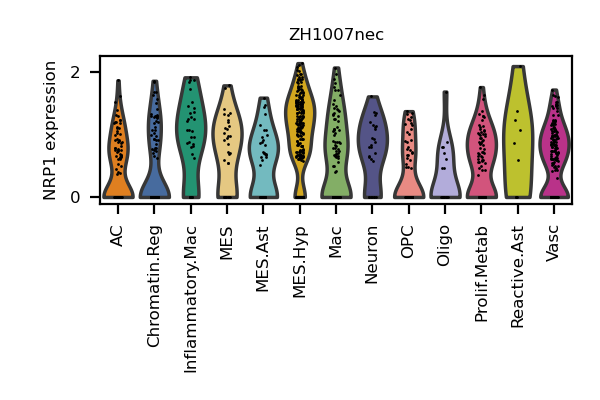 ZH1007nec
NRP1 expression
2
0
AC
Chromatin.Reg
Inflammatory.Mac
MES
MES.Ast
MES.Hyp
Mac
Neuron
OPC
Oligo
Prolif.Metab
Reactive.Ast
Vasc